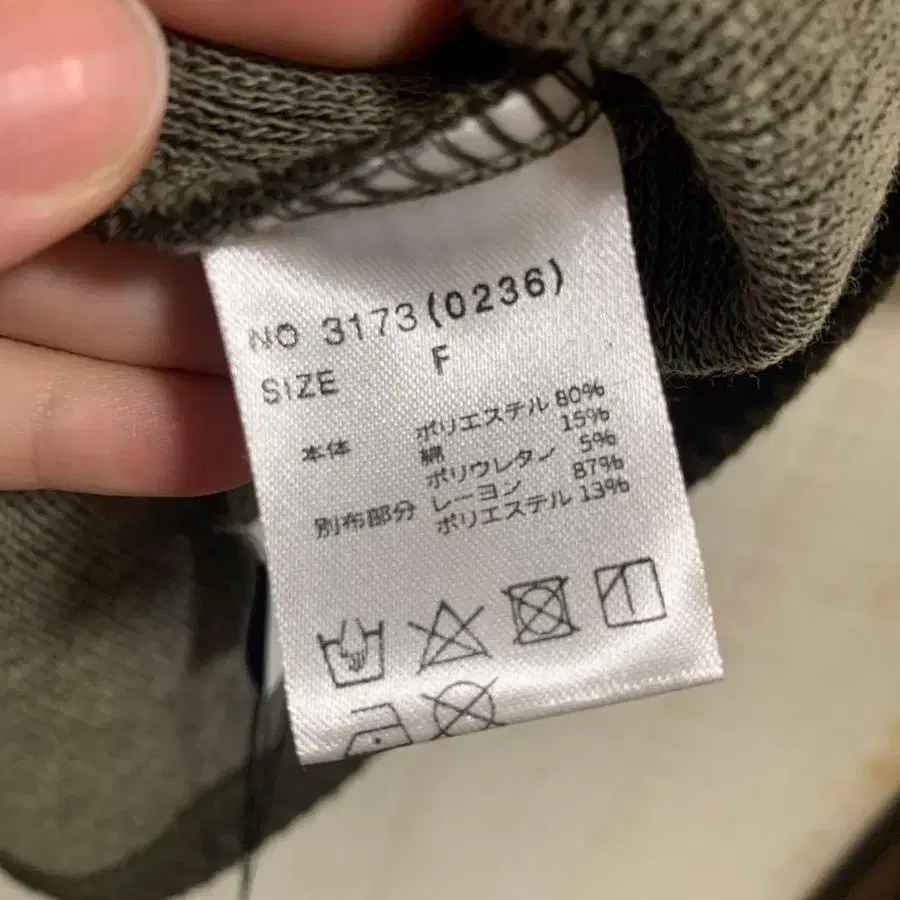 NO 3173(0236)
SIZE F
本体 ポリエステル 80%
綿 15%
ポリウレタン 5%
別布部分 レーヨン 87%
ポリエステル 13%